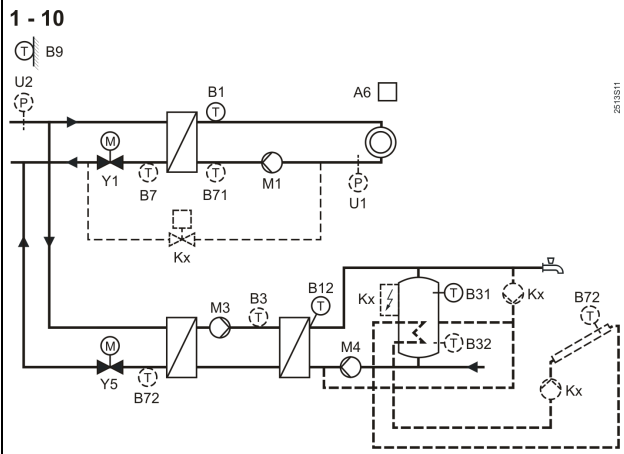 1 - 10
T B9
U2
P
B1
T
A6
2513S11
M
Y1
T
B7
T
B71
M1
P
U1
Kx
B12
T
B3
T
M3
Kx
T B31
Kx
B72
T
M
Y5
T
B72
M4
T B32
Kx